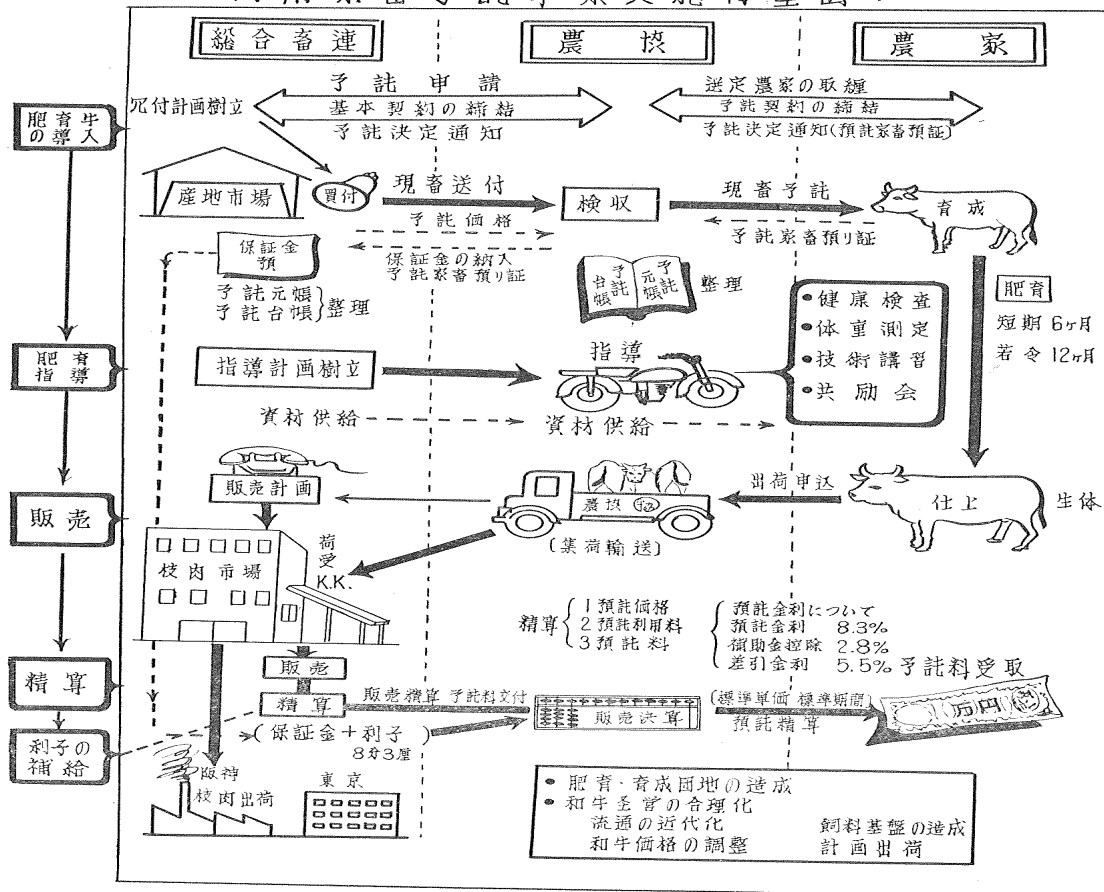 総合畜連
農協
農家
予託申請
基本契約の締結
予託決定通知
選定農家の取纏
予託契約の締結
予託決定通知(預託家畜預証)
買付計画樹立
肥育牛
の導入
産地市場
買付
現畜送付
予託価格
検収
現畜予託
予託家畜預り証
育成
保証金
預
保証金の納入
予託家畜預り証
予託元帳
予託台帳
整理
予託台帳
予託元帳
整理
肥育
短期6ヶ月
若令12ヶ月
●健康検査
●体重測定
●技術講習
●共励会
肥育
指導
指導計画樹立
指導
資材供給
資材供給
販売計画
農協
出荷申込
仕上
生体
(集荷輸送)
販売
枝肉市場
荷受
K.K.
精算
1預託価格
2預託利用料
3預託料
預託金利について
預託金利 8.3%
補助金控除 2.8%
差引金利 5.5%
予託料受取
精算
販売
精算
販売精算 予託料交付
販売決算
(標準単価 標準期間)
預託精算
万円
(保証金+利子)
8分3厘
利子の
補給
阪神
枝肉出荷
東京
● 肥育・育成団地の造成
● 和牛経営の合理化
流通の近代化 飼料基盤の造成
和牛価格の調整 計画出荷